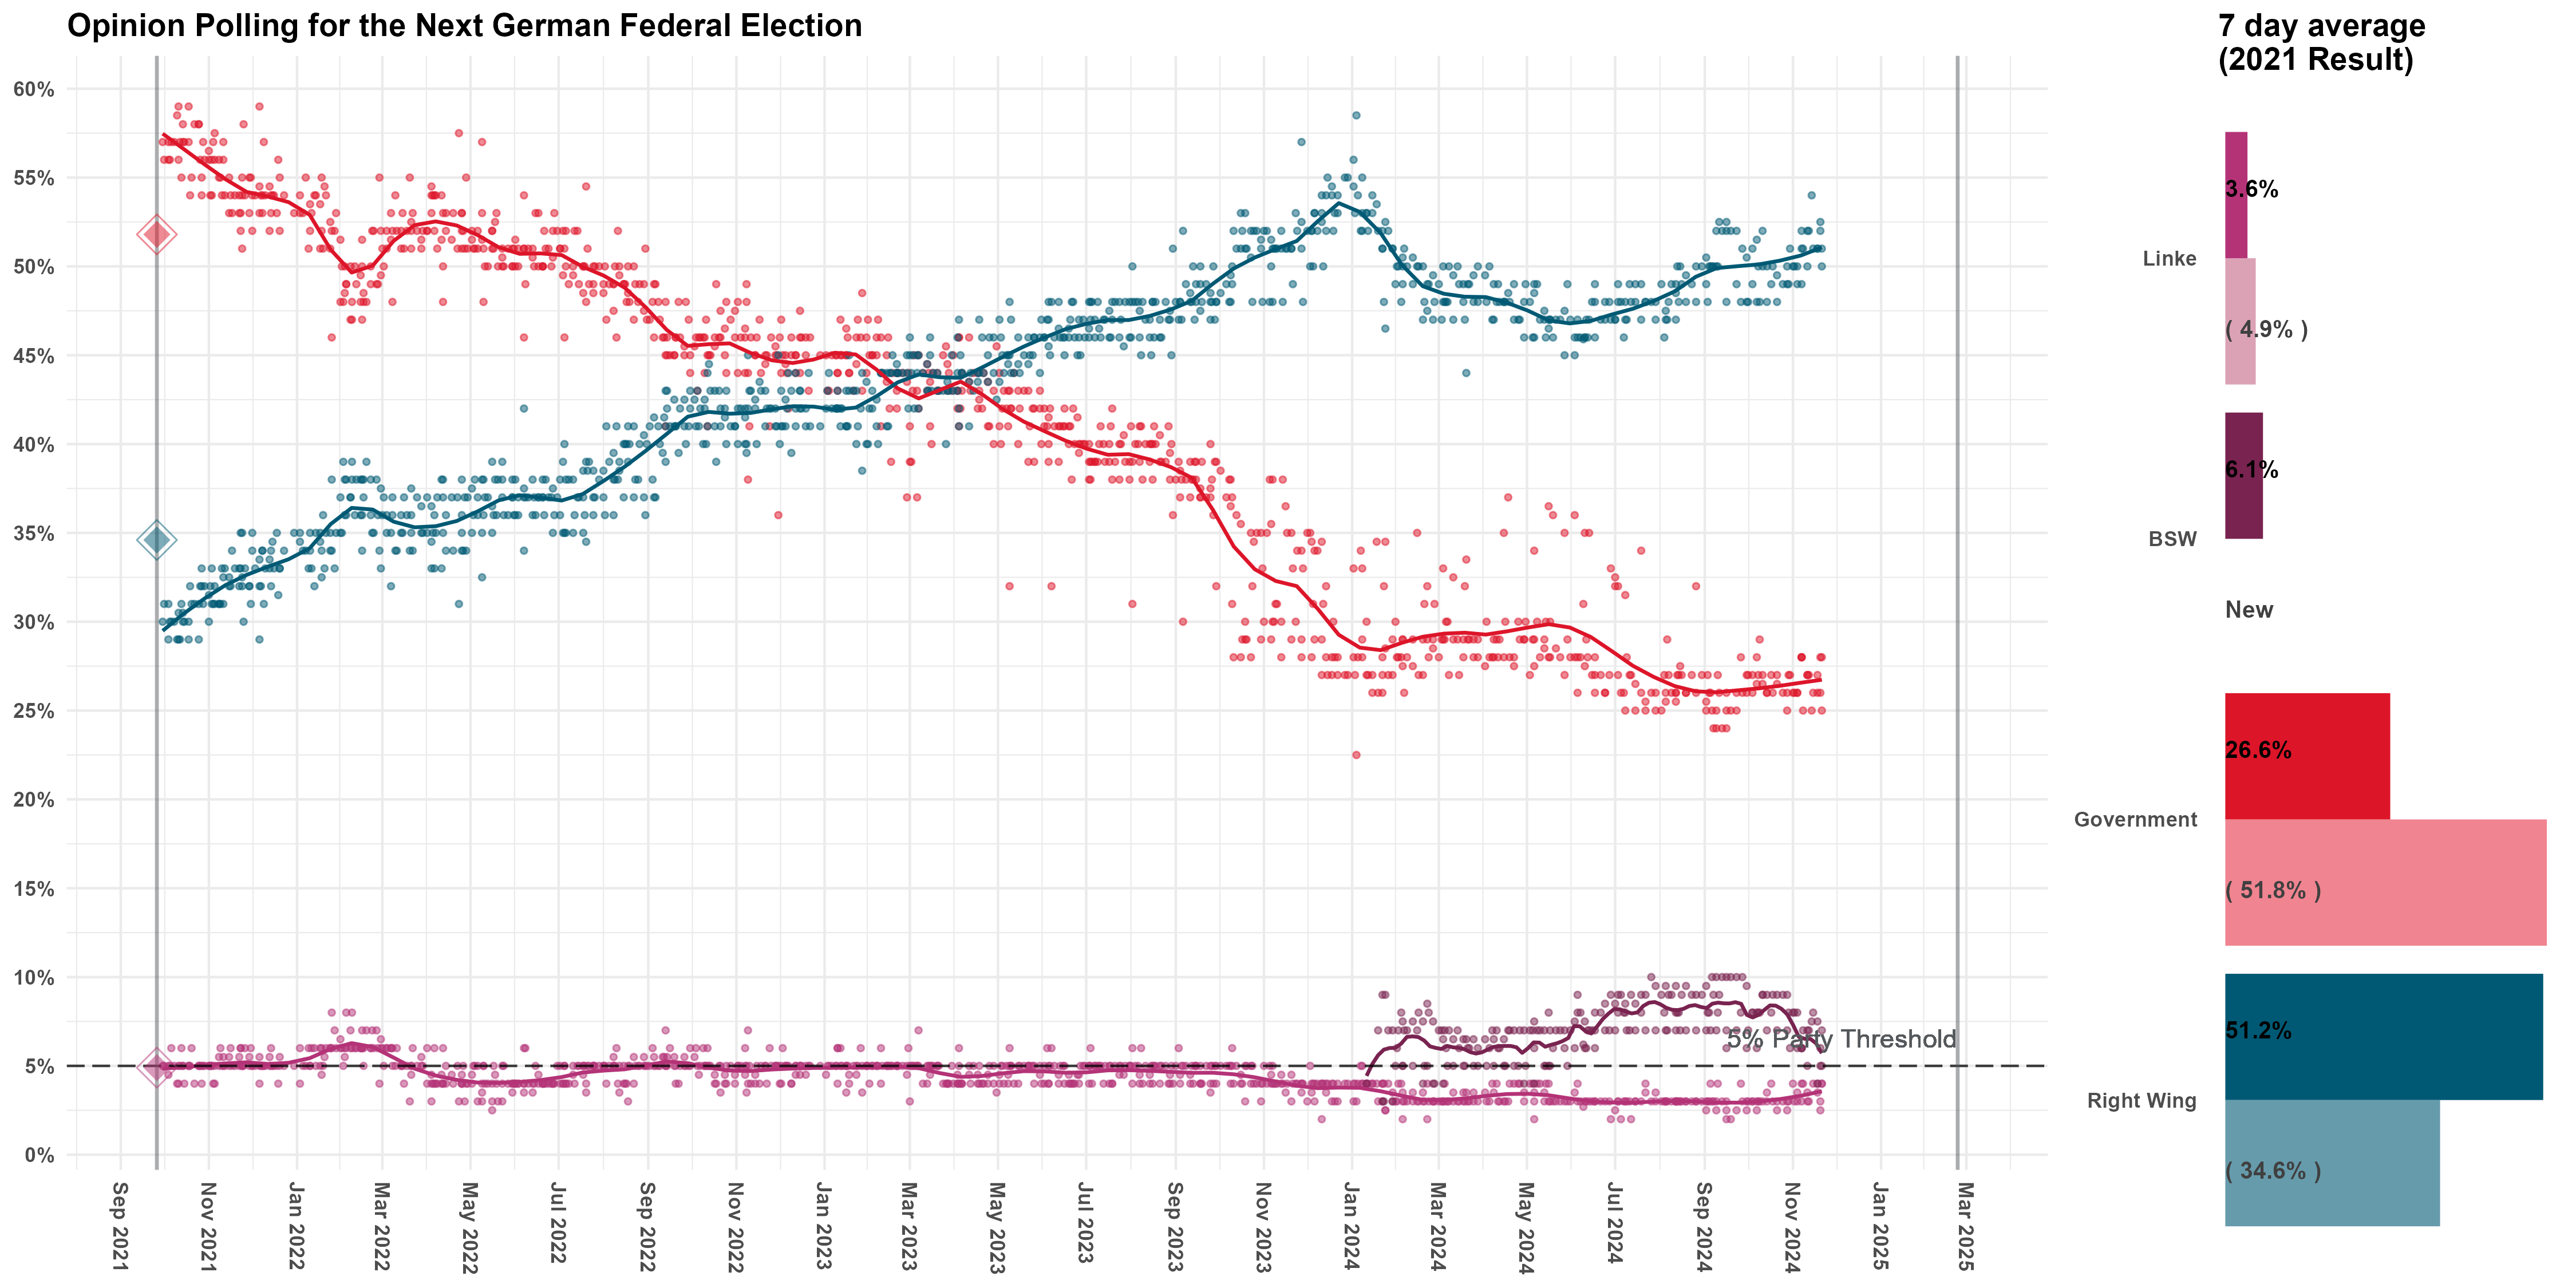 Opinion Polling for the Next German Federal Election
7 day average
(2021 Result)
60%
55%
50%
45%
40%
35%
30%
25%
20%
15%
10%
5%
0%
5% Party Threshold
Sep 2021
Nov 2021
Jan 2022
Mar 2022
May 2022
Jul 2022
Sep 2022
Nov 2022
Jan 2023
Mar 2023
May 2023
Jul 2023
Sep 2023
Nov 2023
Jan 2024
Mar 2024
May 2024
Jul 2024
Sep 2024
Nov 2024
Jan 2025
Mar 2025
3.6%
Linke
( 4.9% )
6.1%
BSW
New
26.6%
Government
( 51.8% )
51.2%
Right Wing
( 34.6% )